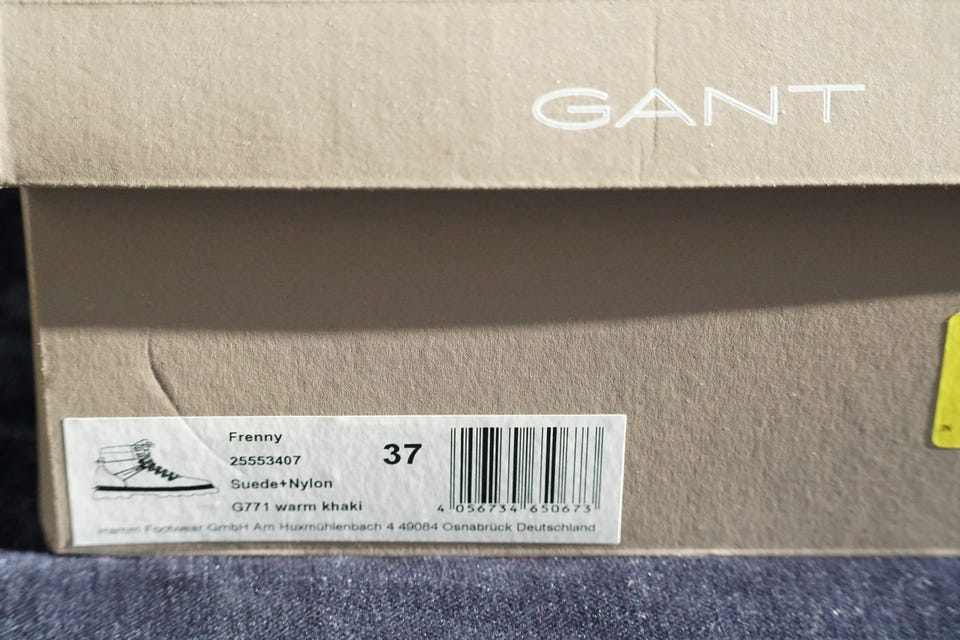 GANT
Frenny
25553407
37
Suede+Nylon
G771 warm khaki
4 056734 650673
Hamm Footwear GmbH Am Huxmühlenbach 4 49084 Osnabrück Deutschland